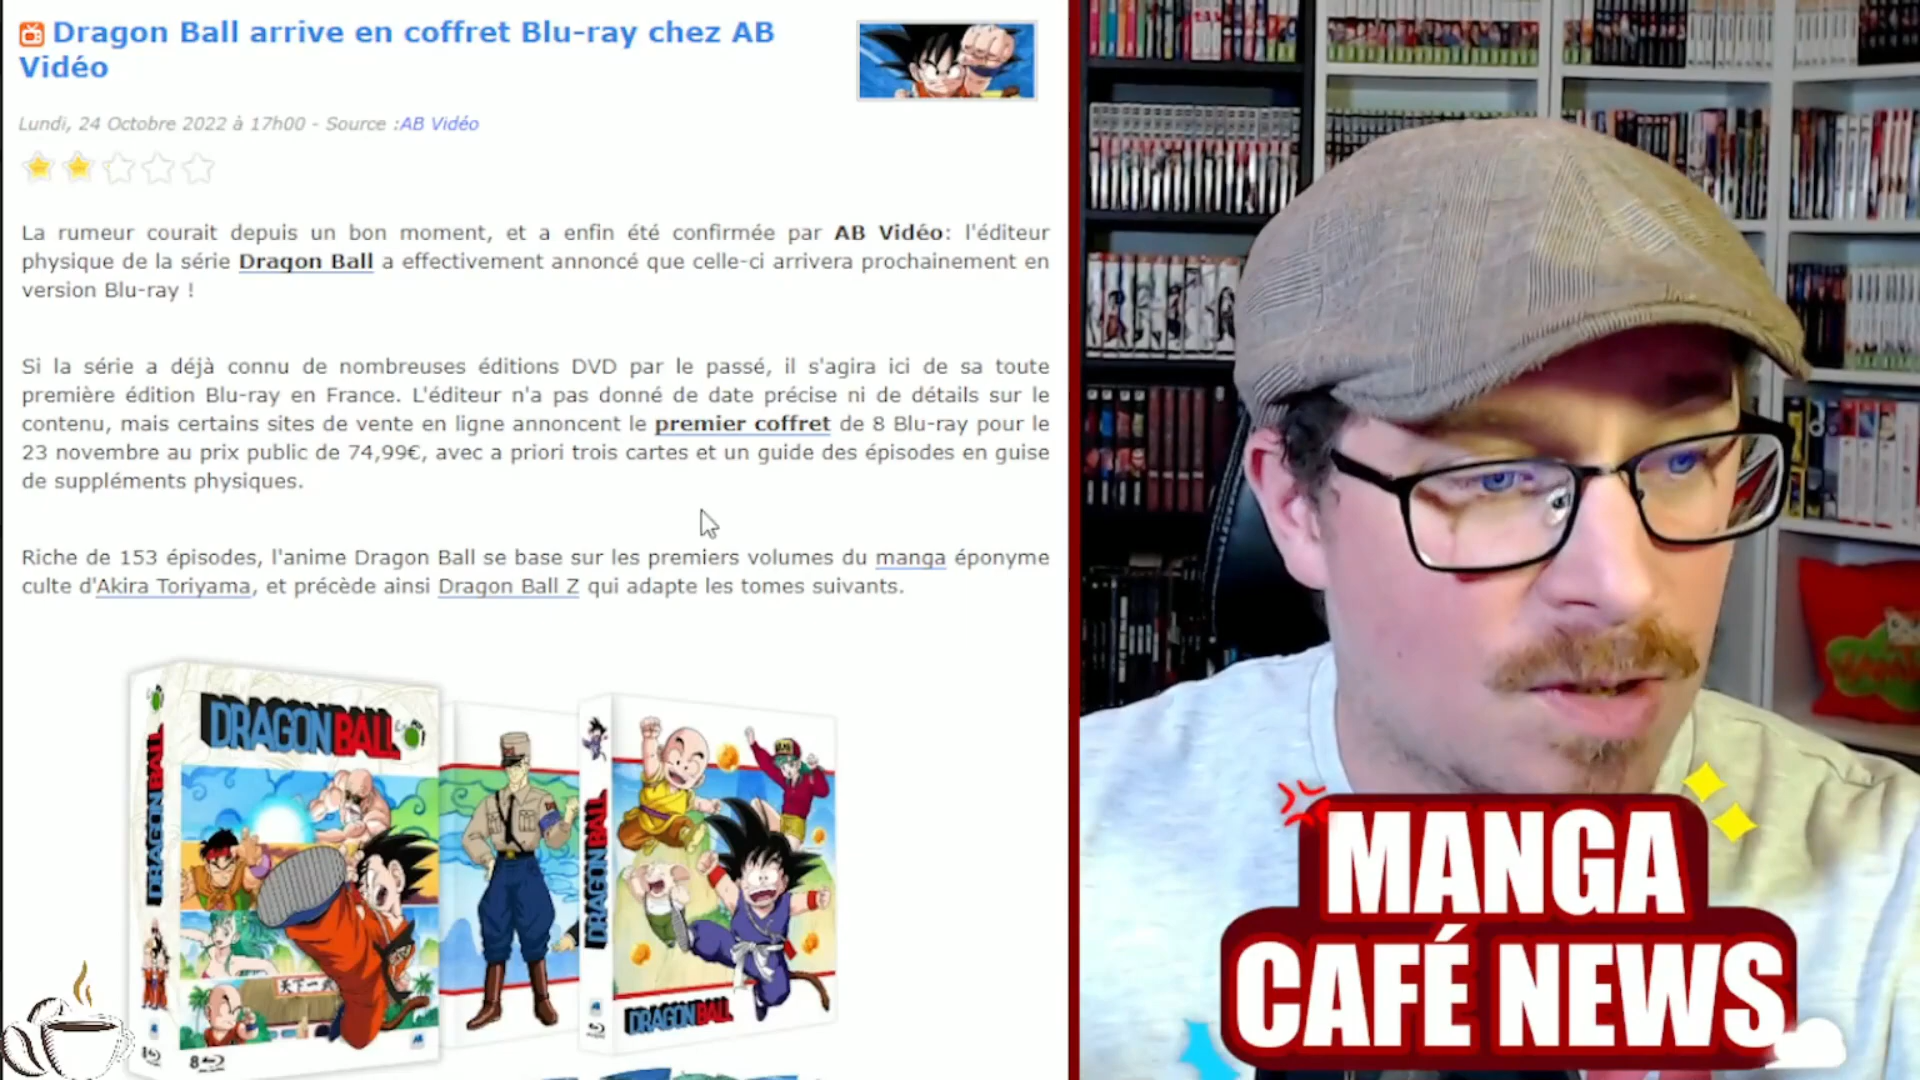 Dragon Ball arrive en coffret Blu-ray chez AB
Vidéo
Lundi, 24 Octobre 2022 à 17h00 - Source :AB Vidéo
La rumeur courait depuis un bon moment, et a enfin été confirmée par AB Vidéo: l'éditeur
physique de la série Dragon Ball a effectivement annoncé que celle-ci arrivera prochainement en
version Blu-ray !
Si la série a déjà connu de nombreuses éditions DVD par le passé, il s'agira ici de sa toute
première édition Blu-ray en France. L'éditeur n'a pas donné de date précise ni de détails sur le
contenu, mais certains sites de vente en ligne annoncent le premier coffret de 8 Blu-ray pour le
23 novembre au prix public de 74,99€, avec a priori trois cartes et un guide des épisodes en guise
de suppléments physiques.
Riche de 153 épisodes, l'anime Dragon Ball se base sur les premiers volumes du manga éponyme
culte d'Akira Toriyama, et précède ainsi Dragon Ball Z qui adapte les tomes suivants.
DRAGON BALL
DRAGON BALL
DRAGON BALL
DRAGON BALL
天下一
8
MANGA
CAFÉ NEWS